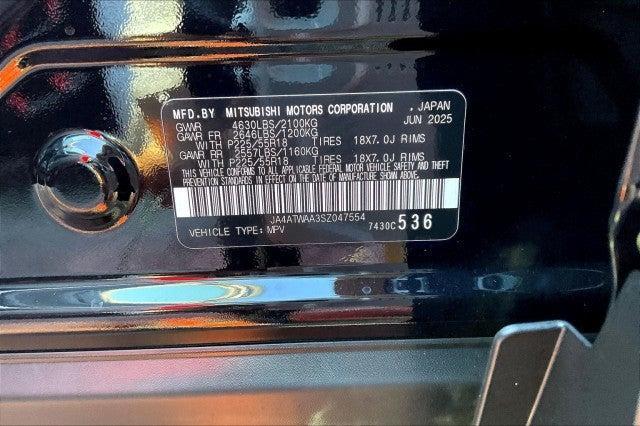 MFD.BY MITSUBISHI MOTORS CORPORATION , JAPAN
GVWR 4630LBS/2100KG JUN 2025
GAWR FR 2646LBS/1200KG
WITH P225/55R18 TIRES 18X7.0J RIMS
GAWR RR 2557LBS/1160KG
WITH P225/55R18 TIRES 18X7.0J RIMS
THIS VEHICLE CONFORMS TO ALL APPLICABLE FEDERAL MOTOR VEHICLE SAFETY AND THEFT
PREVENTION STANDARDS IN EFFECT ON THE DATE OF MANUFACTURE SHOWN ABOVE.
JA4ATWAA3SZ047554
VEHICLE TYPE: MPV 7430C 536